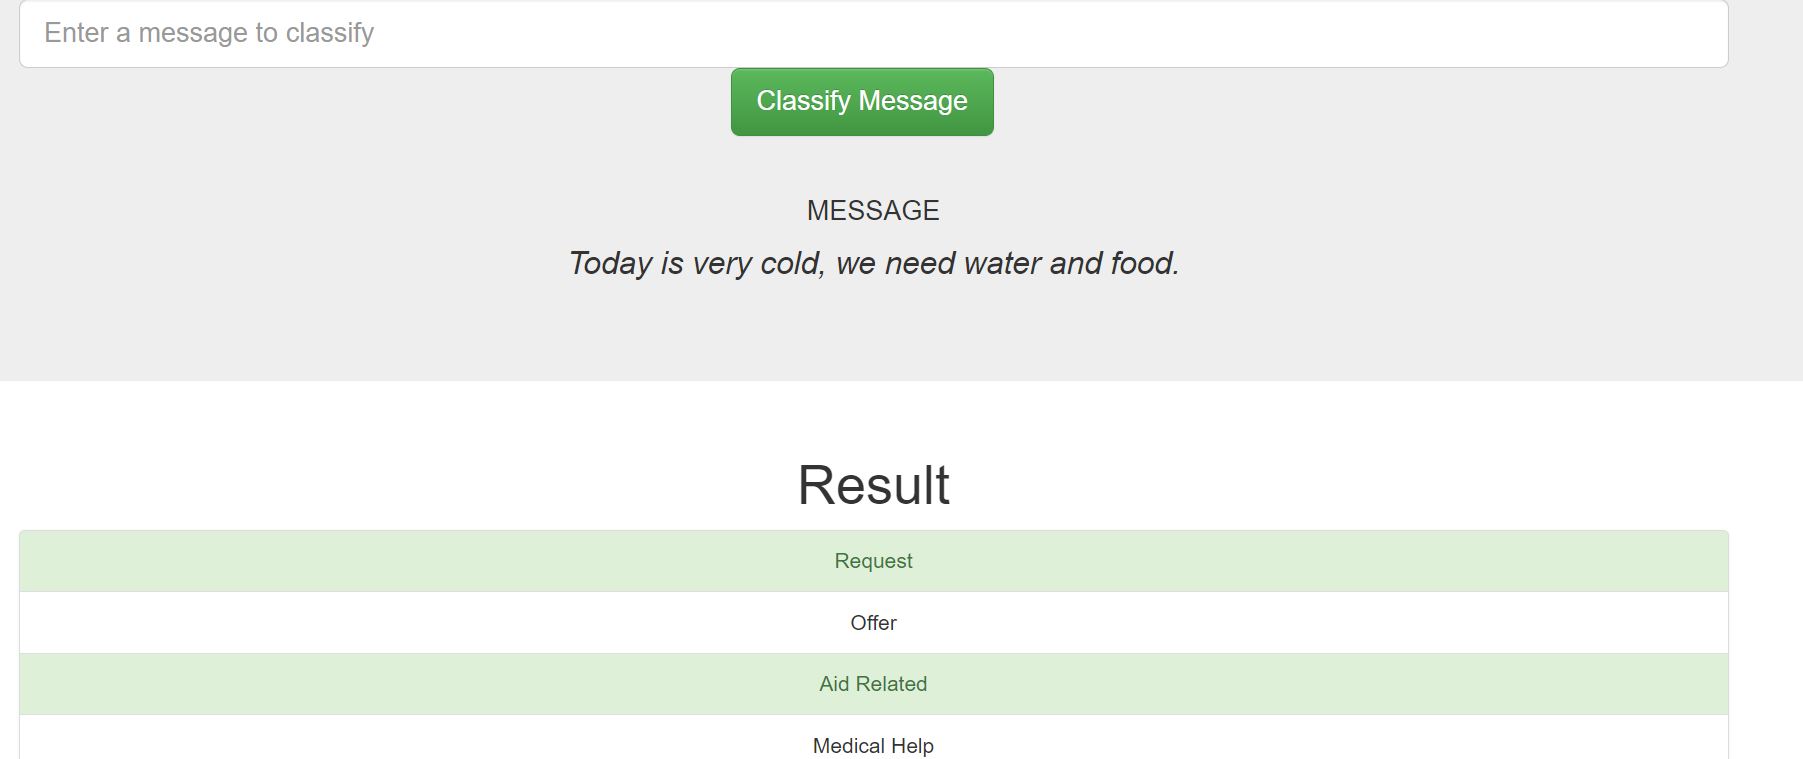 Enter a message to classify
Classify Message
MESSAGE
Today is very cold, we need water and food.
Result
Request
Offer
Aid Related
Medical Help